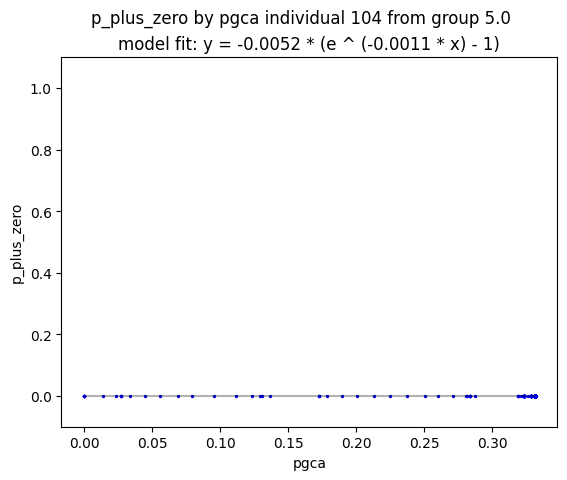 p_plus_zero by pgca individual 104 from group 5.0
model fit: y = -0.0052 * (e ^ (-0.0011 * x) - 1)
1.0
0.8
0.6
0.4
0.2
0.0
p_plus_zero
0.00 0.05 0.10 0.15 0.20 0.25 0.30
pgca